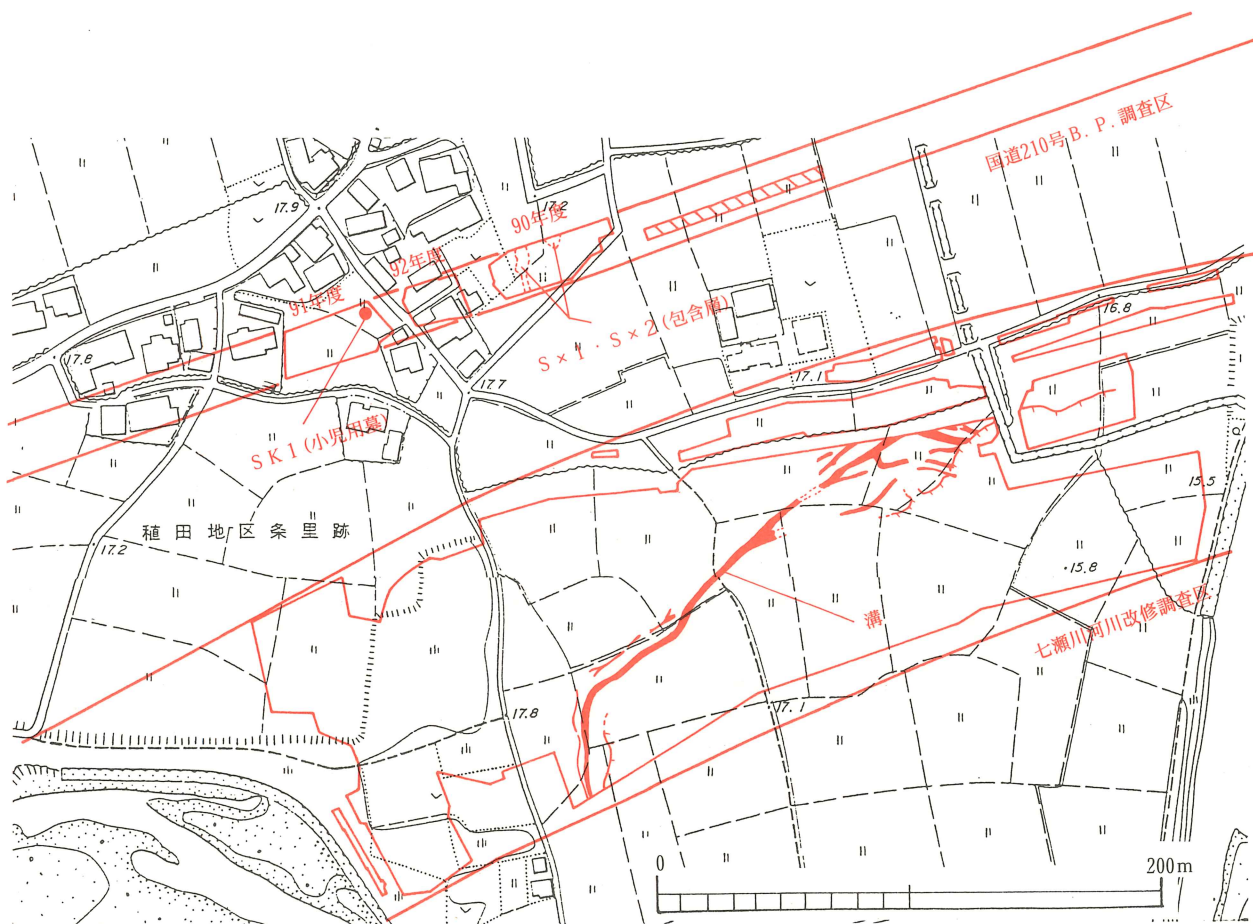 国道210号B.P.調査区
17.9
17.2
90年度
92年度
91年度
16.8
S×1・S×2(包含層)
17.8
17.1
17.7
SK1(小児用墓)
15.5
稙田地区条里跡
17.2
15.8
溝
七瀬川河川改修調査区
17.8
17.1
0
200m